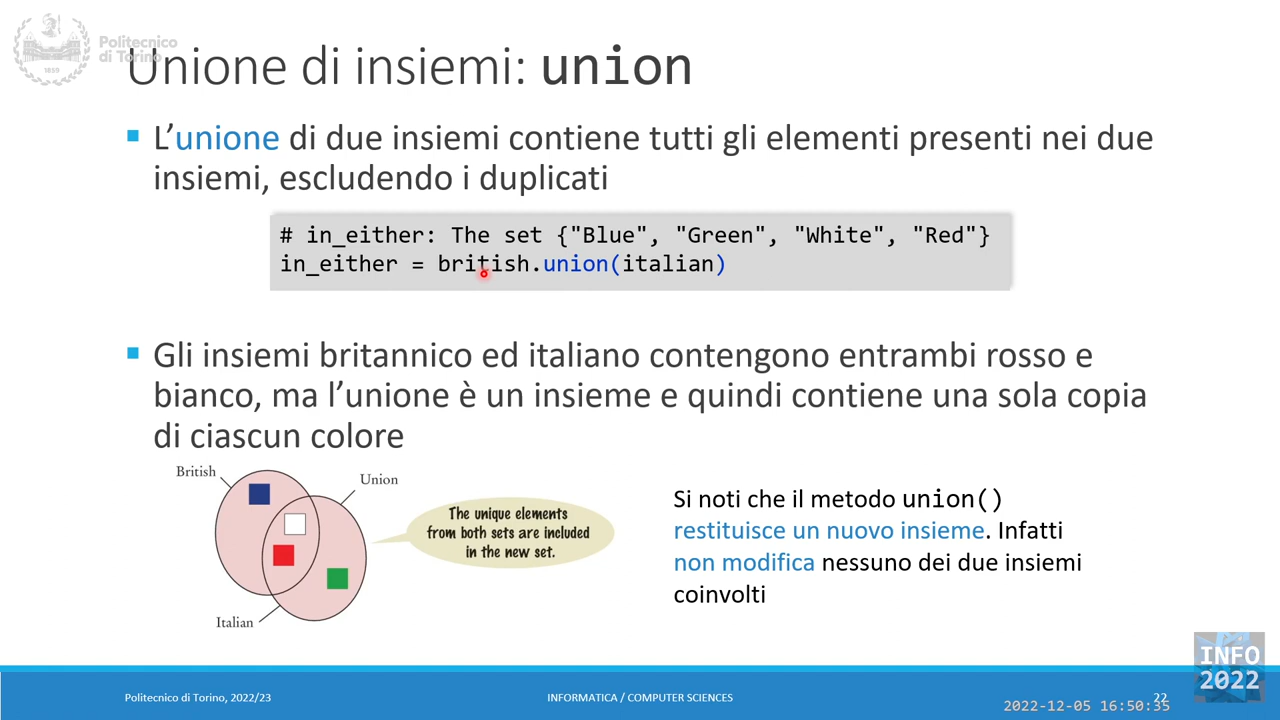 Politecnico
di Torino
1859
Unione di insiemi: union
L'unione di due insiemi contiene tutti gli elementi presenti nei due
insiemi, escludendo i duplicati
# in_either: The set {"Blue", "Green", "White", "Red"}
in_either = british.union(italian)
Gli insiemi britannico ed italiano contengono entrambi rosso e
bianco, ma l'unione è un insieme e quindi contiene una sola copia
di ciascun colore
British
Union
The unique elements
from both sets are included
in the new set.
Italian
Si noti che il metodo union()
restituisce un nuovo insieme. Infatti
non modifica nessuno dei due insiemi
coinvolti
INFO
2022
Politecnico di Torino, 2022/23
INFORMATICA / COMPUTER SCIENCES
22
2022-12-05 16:50:35